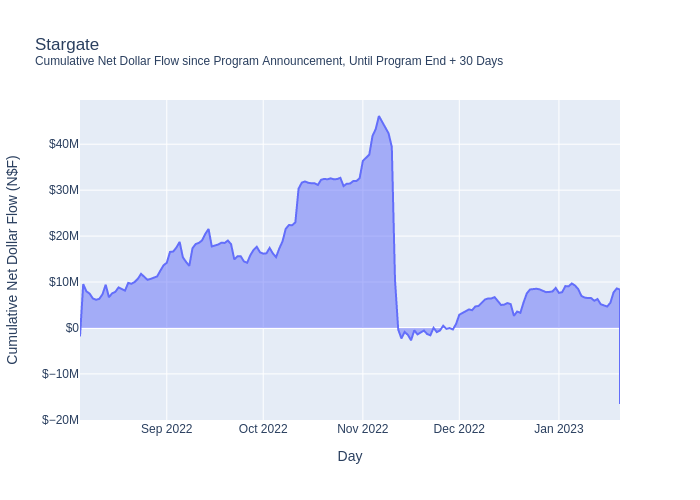 Stargate
Cumulative Net Dollar Flow since Program Announcement, Until Program End + 30 Days
Cumulative Net Dollar Flow (N$F)
$40M
$30M
$20M
$10M
$0
$−10M
$−20M
Sep 2022 Oct 2022 Nov 2022 Dec 2022 Jan 2023
Day